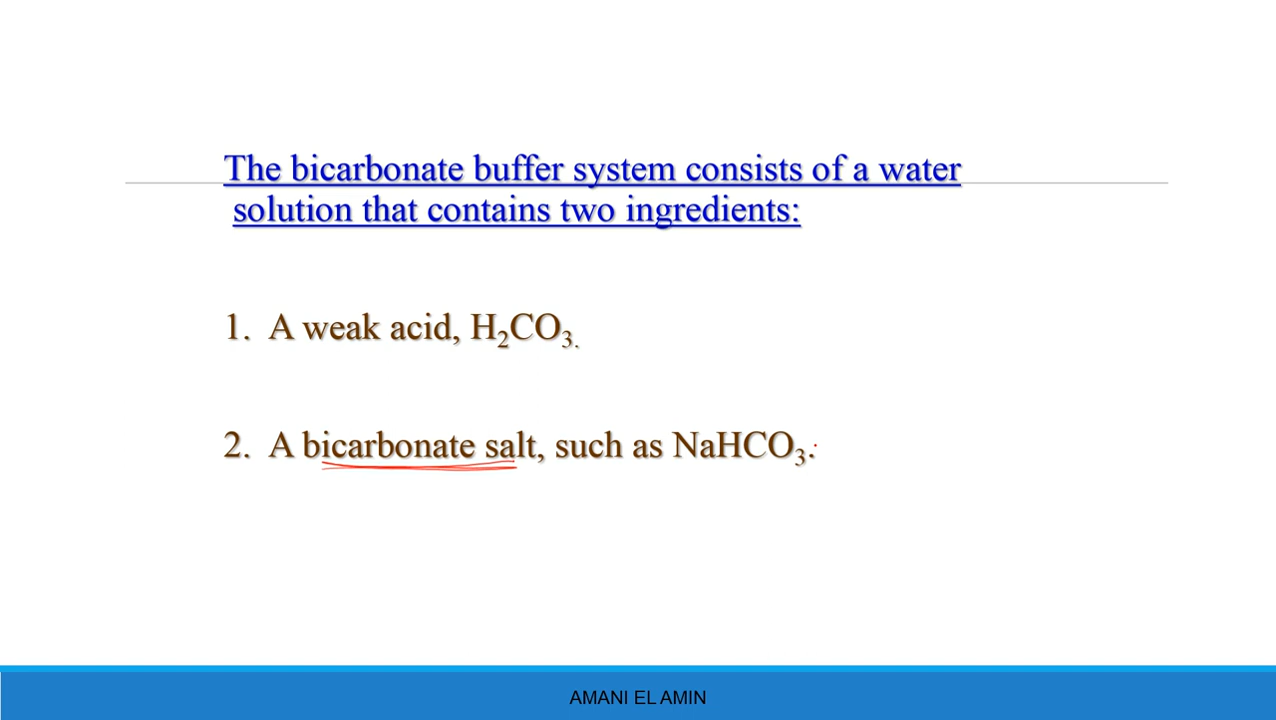 The bicarbonate buffer system consists of a water
solution that contains two ingredients:
1. A weak acid, H₂CO₃.
2. A bicarbonate salt, such as NaHCO₃.
AMANI EL AMIN